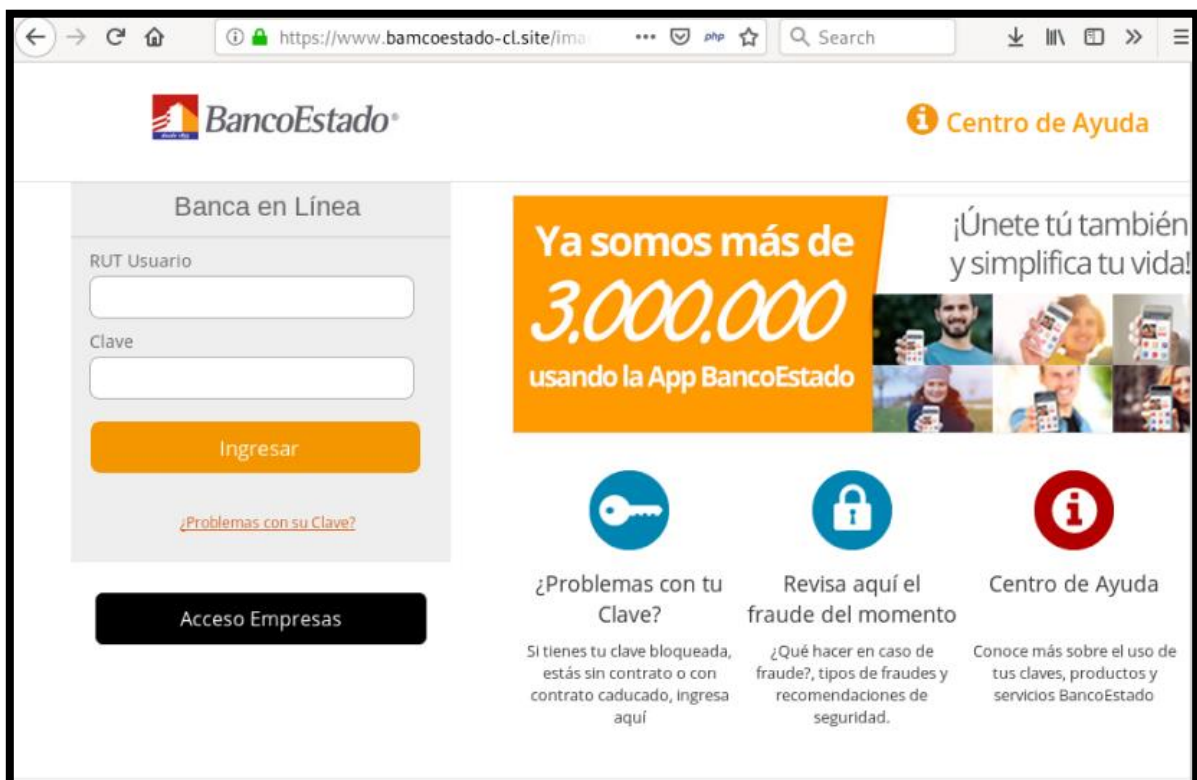 https://www.bamcoestado-cl.site/ima
php
Search
BancoEstado®
Centro de Ayuda
Banca en Línea
RUT Usuario
Clave
Ingresar
¿Problemas con su Clave?
Acceso Empresas
Ya somos más de
3.000.000
usando la App BancoEstado
¡Únete tú también
y simplifica tu vida!
¿Problemas con tu
Clave?
Si tienes tu clave bloqueada,
estás sin contrato o con
contrato caducado, ingresa
aquí
Revisa aquí el
fraude del momento
¿Qué hacer en caso de
fraude?, tipos de fraudes y
recomendaciones de
seguridad.
Centro de Ayuda
Conoce más sobre el uso de
tus claves, productos y
servicios BancoEstado